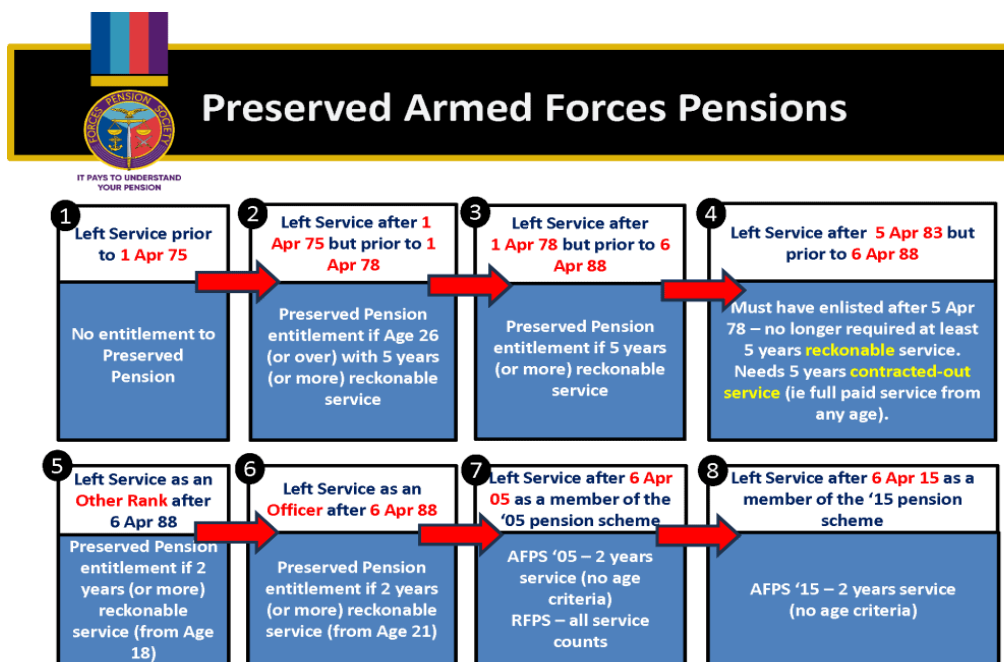 FORCES PENSION SOCIETY
IT PAYS TO UNDERSTAND
YOUR PENSION
Preserved Armed Forces Pensions
1
Left Service prior
to 1 Apr 75
No entitlement to
Preserved
Pension
2
Left Service after 1
Apr 75 but prior to 1
Apr 78
Preserved Pension
entitlement if Age 26
(or over) with 5 years
(or more) reckonable
service
3
Left Service after
1 Apr 78 but prior to 6
Apr 88
Preserved Pension
entitlement if 5 years
(or more) reckonable
service
4
Left Service after 5 Apr 83 but
prior to 6 Apr 88
Must have enlisted after 5 Apr
78 – no longer required at least
5 years reckonable service.
Needs 5 years contracted-out
service (ie full paid service from
any age).
5
Left Service as an
Other Rank after
6 Apr 88
Preserved Pension
entitlement if 2
years (or more)
reckonable
service (from Age
18)
6
Left Service as an
Officer after 6 Apr 88
Preserved Pension
entitlement if 2 years
(or more) reckonable
service (from Age 21)
7
Left Service after 6 Apr
05 as a member of the
‘05 pension scheme
AFPS ‘05 – 2 years
service (no age
criteria)
RFPS – all service
counts
8
Left Service after 6 Apr 15 as a
member of the ‘15 pension
scheme
AFPS ‘15 – 2 years service
(no age criteria)